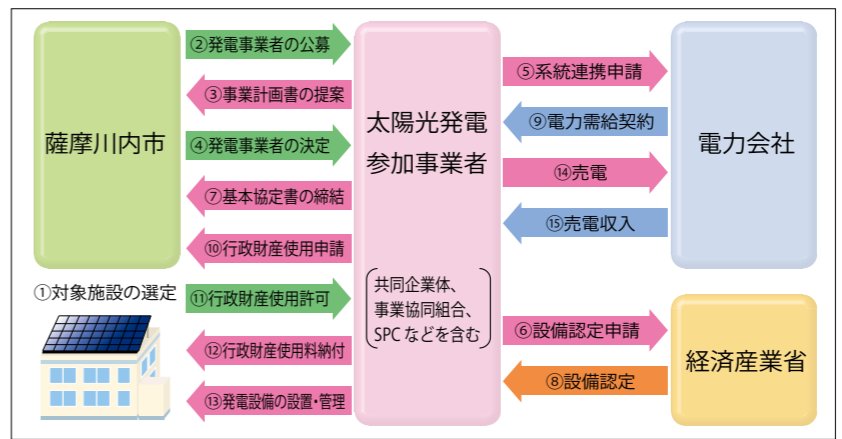 薩摩川内市
①対象施設の選定
②発電事業者の公募
③事業計画書の提案
④発電事業者の決定
⑦基本協定書の締結
⑩行政財産使用申請
⑪行政財産使用許可
⑫行政財産使用料納付
⑬発電設備の設置・管理
太陽光発電
参加事業者
共同企業体、
事業協同組合、
SPCなどを含む
⑤系統連携申請
⑨電力需給契約
⑭売電
⑮売電収入
⑥設備認定申請
⑧設備認定
電力会社
経済産業省